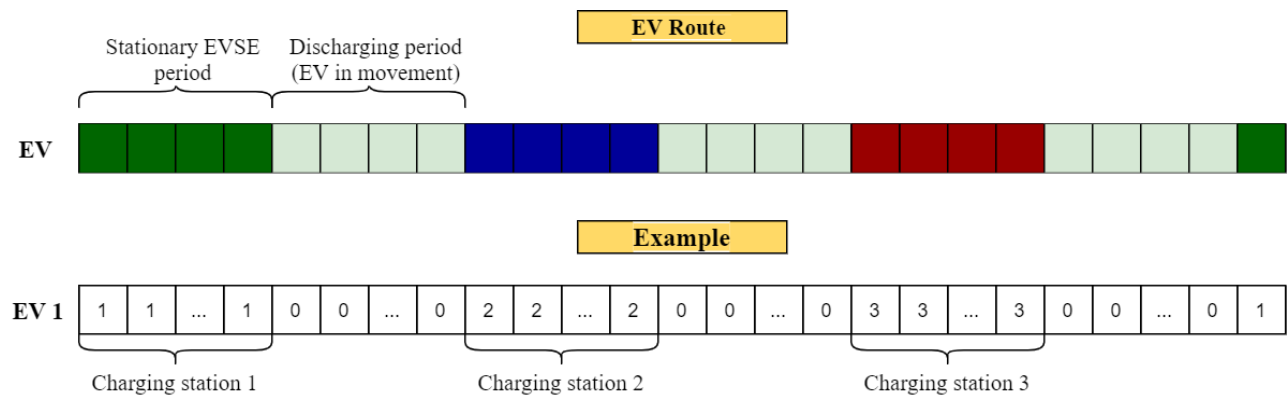 EV Route
Stationary EVSE
period
Discharging period
(EV in movement)
EV
Example
EV 1 1 1 ... 1 0 0 ... 0 2 2 ... 2 0 0 ... 0 3 3 ... 3 0 0 ... 0 1
Charging station 1 Charging station 2 Charging station 3